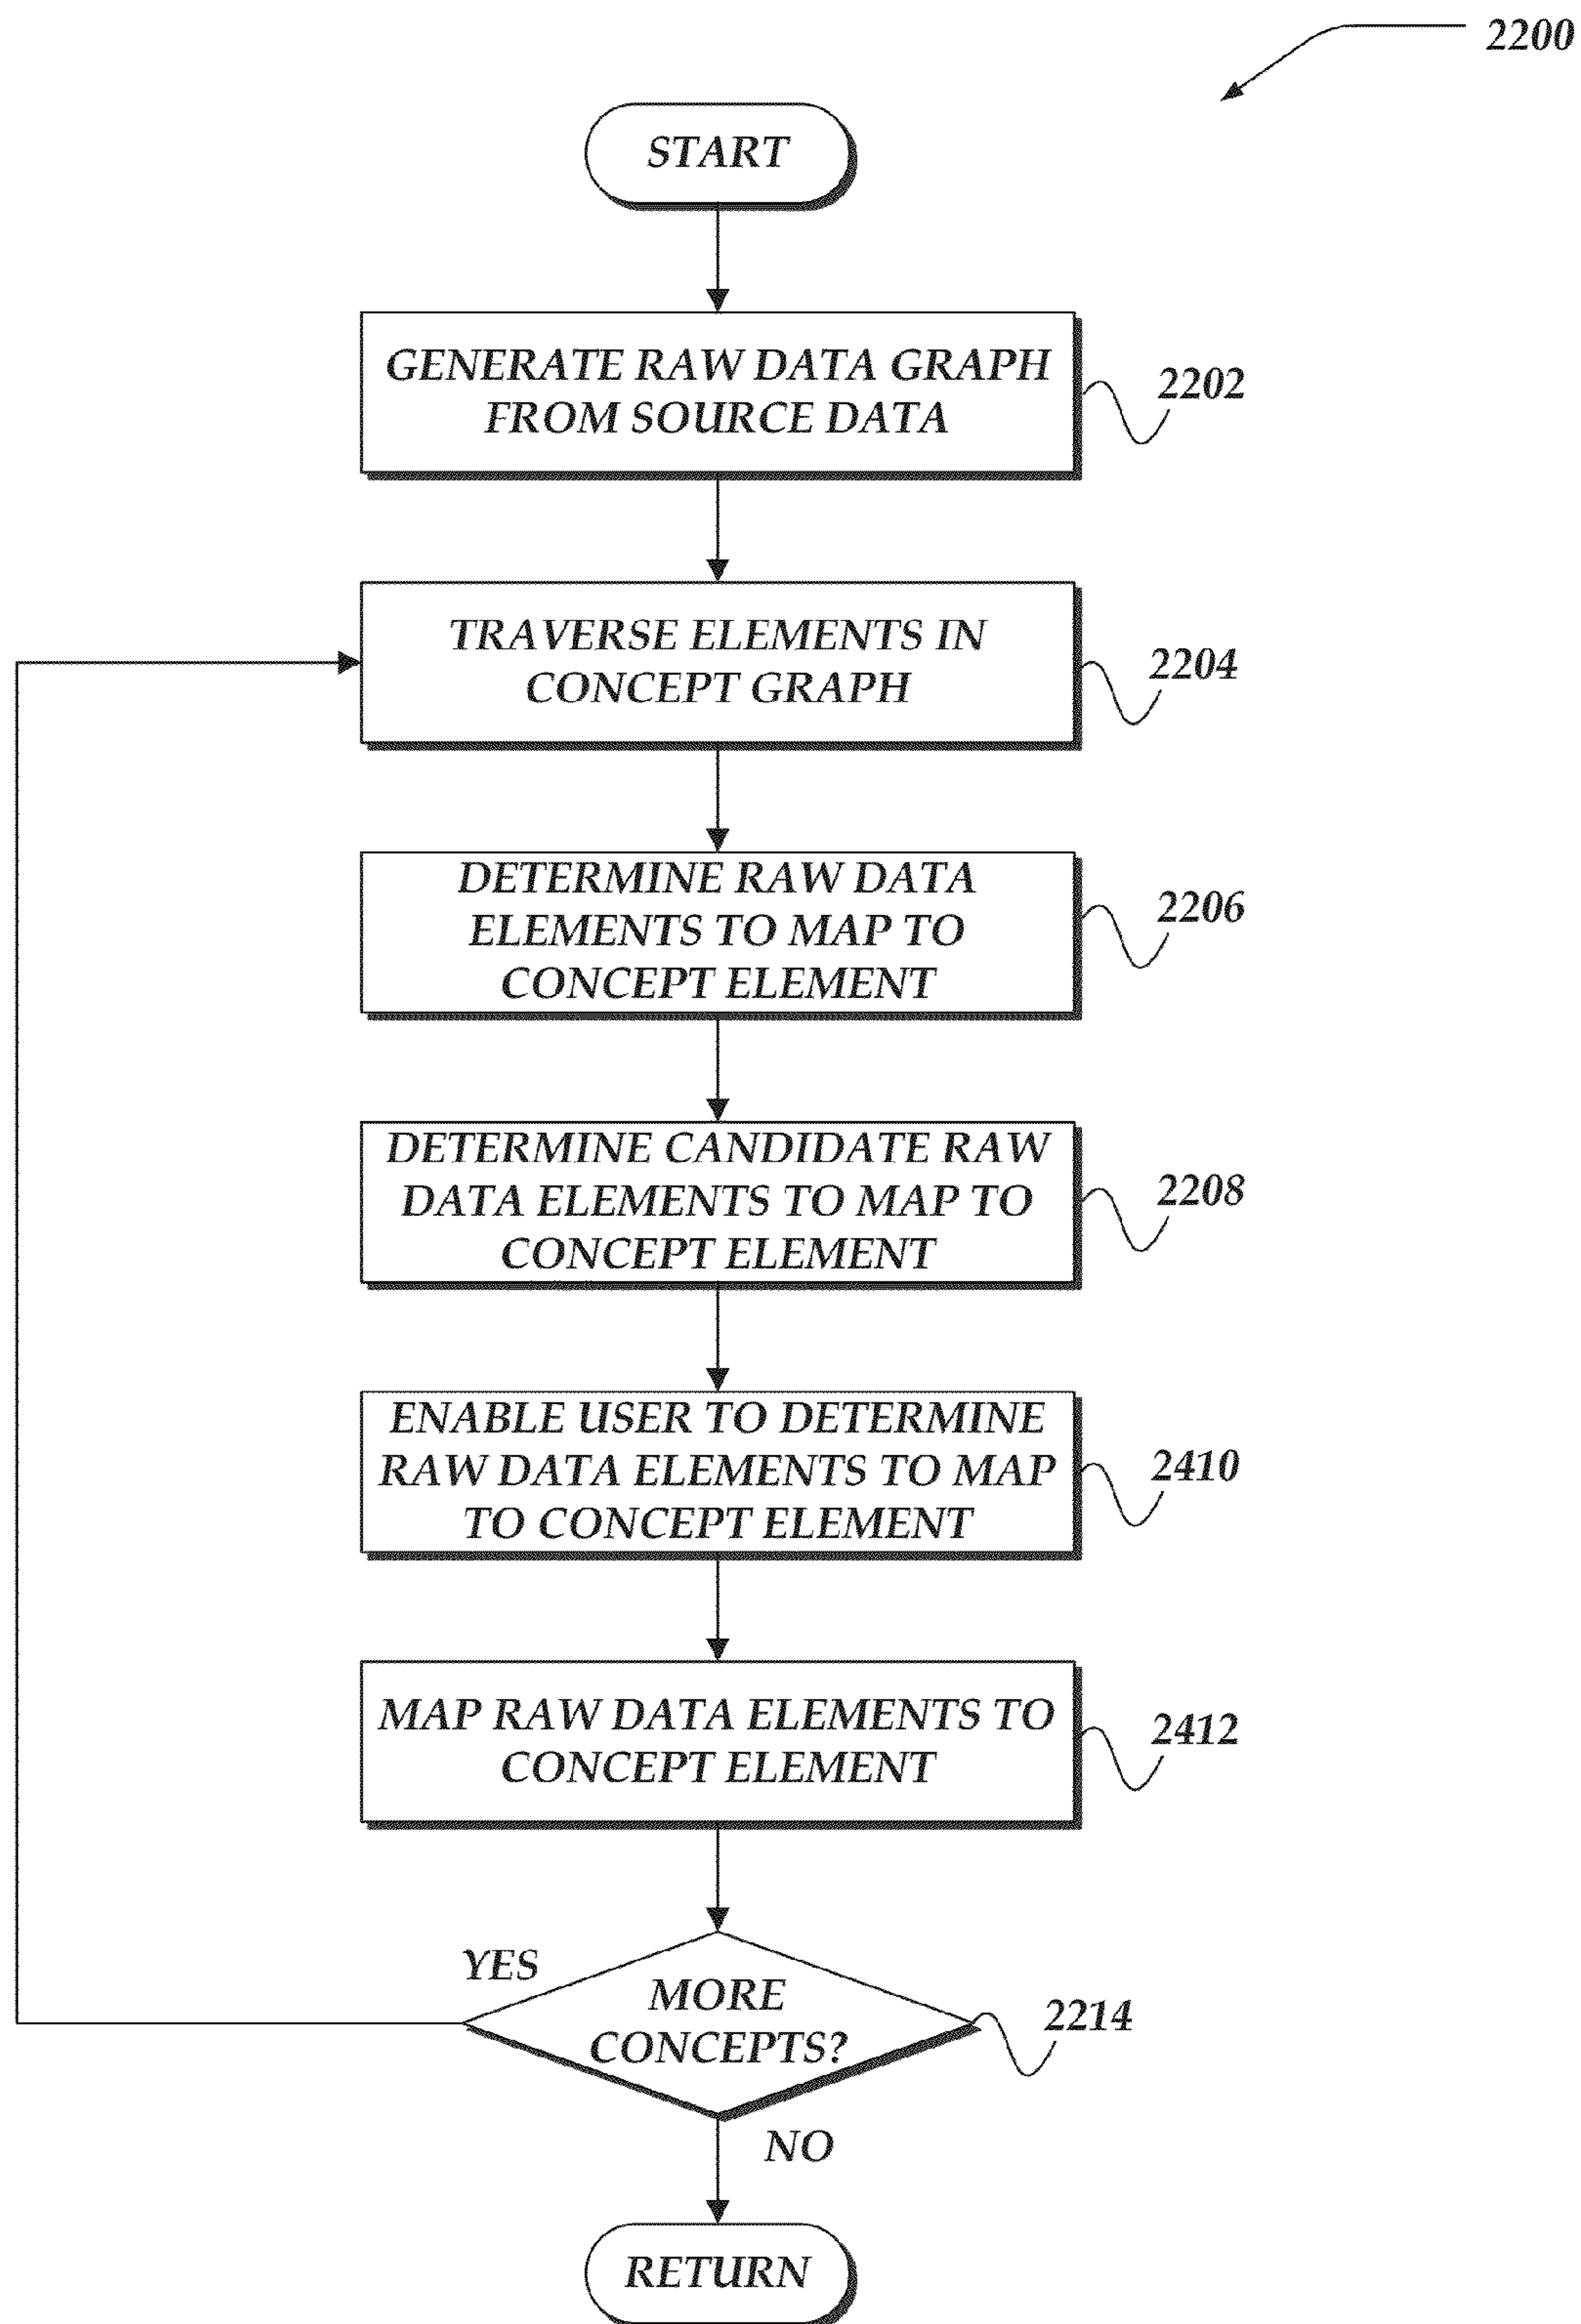 2200
START
GENERATE RAW DATA GRAPH
FROM SOURCE DATA
2202
TRAVERSE ELEMENTS IN
CONCEPT GRAPH
2204
DETERMINE RAW DATA
ELEMENTS TO MAP TO
CONCEPT ELEMENT
2206
DETERMINE CANDIDATE RAW
DATA ELEMENTS TO MAP TO
CONCEPT ELEMENT
2208
ENABLE USER TO DETERMINE
RAW DATA ELEMENTS TO MAP
TO CONCEPT ELEMENT
2410
MAP RAW DATA ELEMENTS TO
CONCEPT ELEMENT
2412
YES
MORE
CONCEPTS?
2214
NO
RETURN